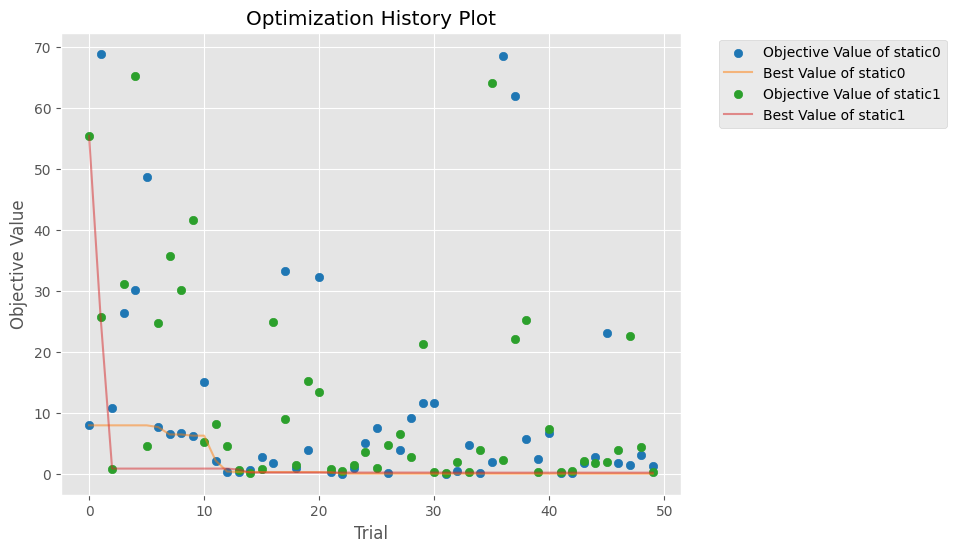 Optimization History Plot
Objective Value
70
60
50
40
30
20
10
0
0
10
20
30
40
50
Trial
Objective Value of static0
Best Value of static0
Objective Value of static1
Best Value of static1